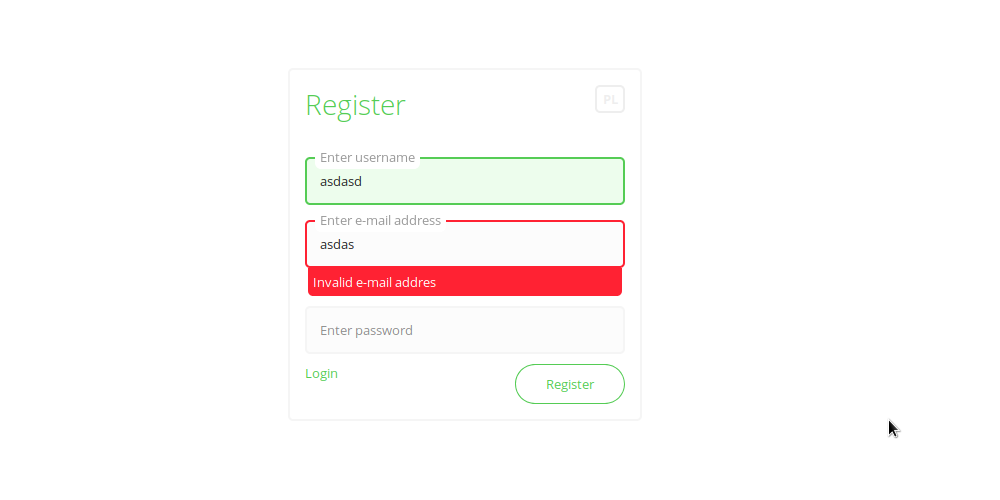 Register
PL
Enter username
asdasd
Enter e-mail address
asdas
Invalid e-mail addres
Enter password
Login
Register